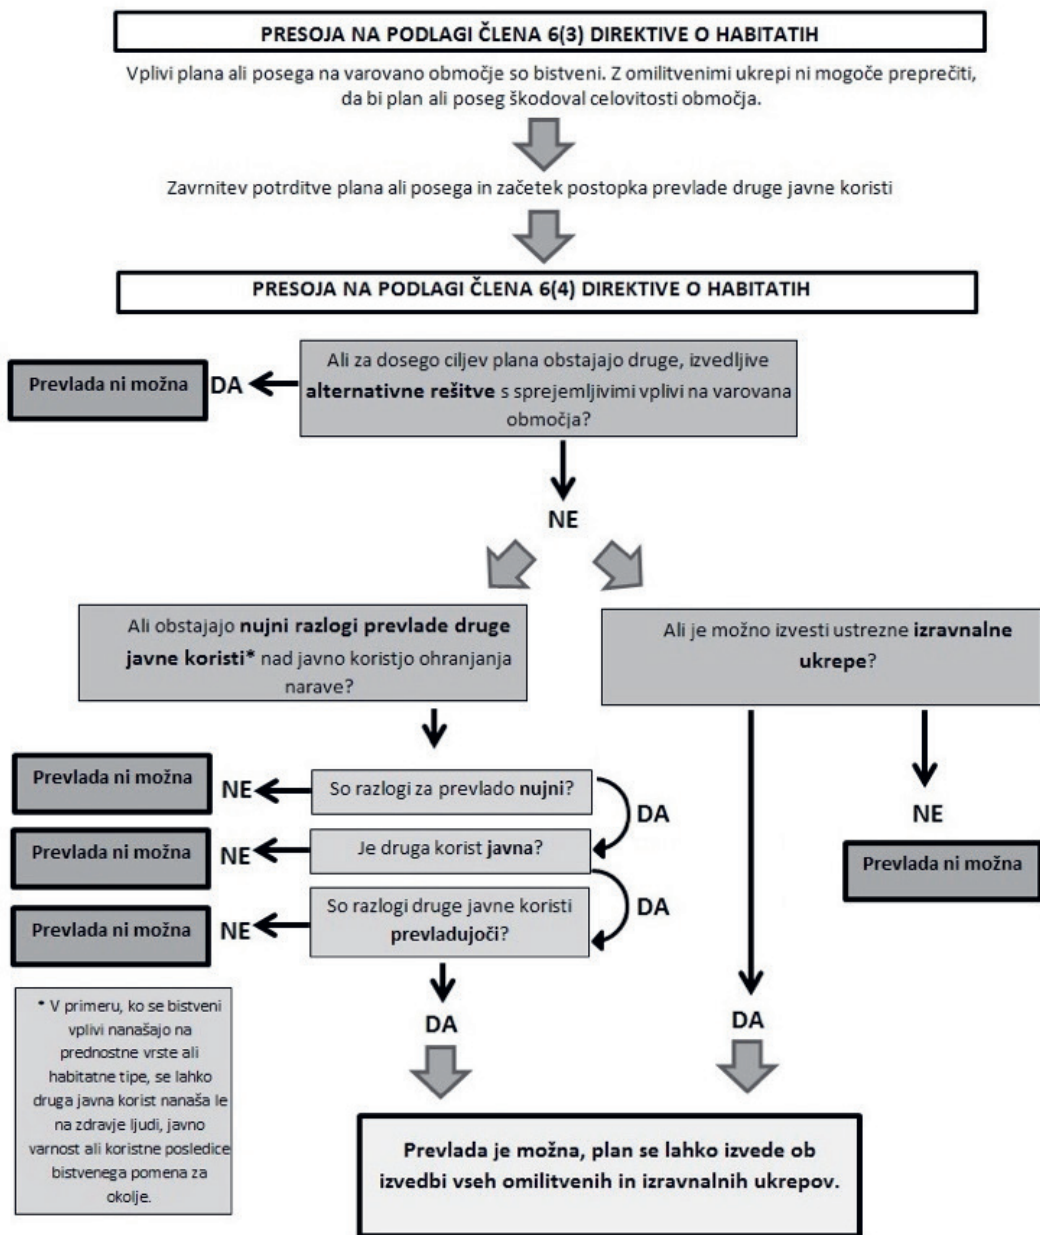 PRESOJA NA PODLAGI ČLENA 6(3) DIREKTIVE O HABITATIH
Vplivi plana ali posega na varovano območje so bistveni. Z omilitvenimi ukrepi ni mogoče preprečiti,
da bi plan ali poseg škodoval celovitosti območja.
Zavrnitev potrditve plana ali posega in začetek postopka prevlade druge javne koristi
PRESOJA NA PODLAGI ČLENA 6(4) DIREKTIVE O HABITATIH
Ali za dosego ciljev plana obstajajo druge, izvedljive
alternativne rešitve s sprejemljivimi vplivi na varovana
območja?
DA
Prevlada ni možna
NE
Ali obstajajo nujni razlogi prevlade druge
javne koristi* nad javno koristjo ohranjanja
narave?
Ali je možno izvesti ustrezne izravnalne
ukrepe?
So razlogi za prevlado nujni?
NE
Prevlada ni možna
DA
Je druga korist javna?
NE
Prevlada ni možna
DA
So razlogi druge javne koristi
prevladujoči?
NE
Prevlada ni možna
NE
Prevlada ni možna
* V primeru, ko se bistveni
vplivi nanašajo na
prednostne vrste ali
habitatne tipe, se lahko
druga javna korist nanaša le
na zdravje ljudi, javno
varnost ali koristne posledice
bistvenega pomena za
okolje.
DA
DA
Prevlada je možna, plan se lahko izvede ob
izvedbi vseh omilitvenih in izravnalnih ukrepov.